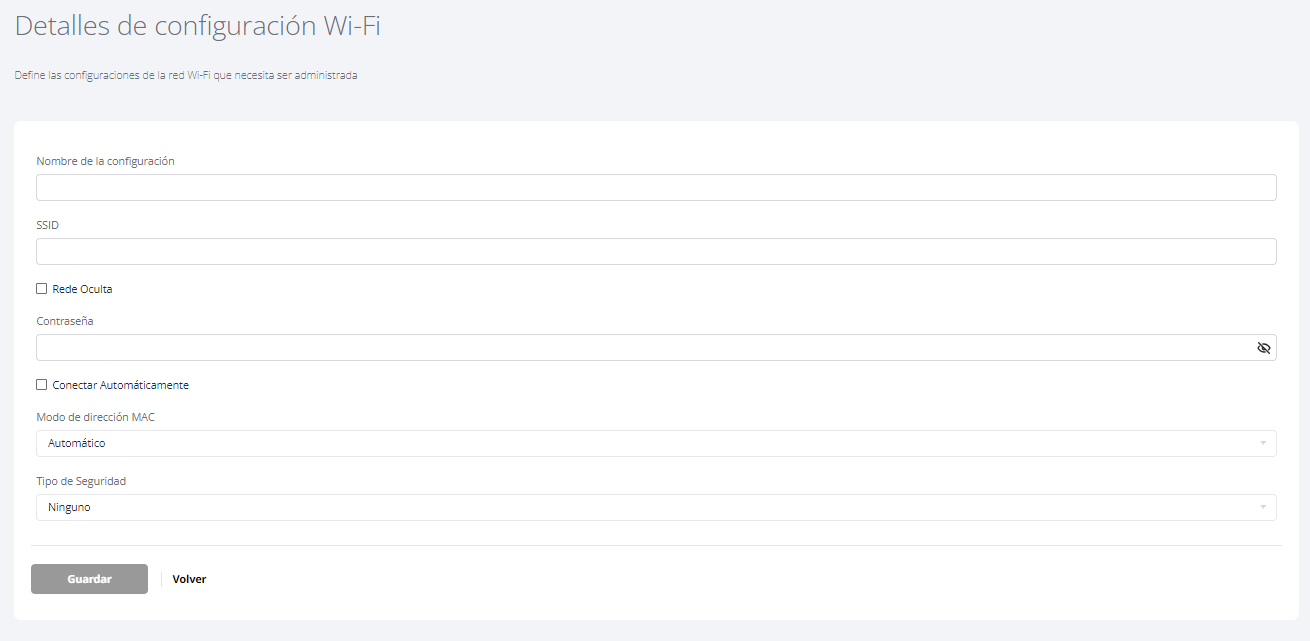 Detalles de configuración Wi-Fi
Define las configuraciones de la red Wi-Fi que necesita ser administrada
Nombre de la configuración
SSID
Rede Oculta
Contraseña
Conectar Automáticamente
Modo de dirección MAC
Automático
Tipo de Seguridad
Ninguno
Guardar
Volver